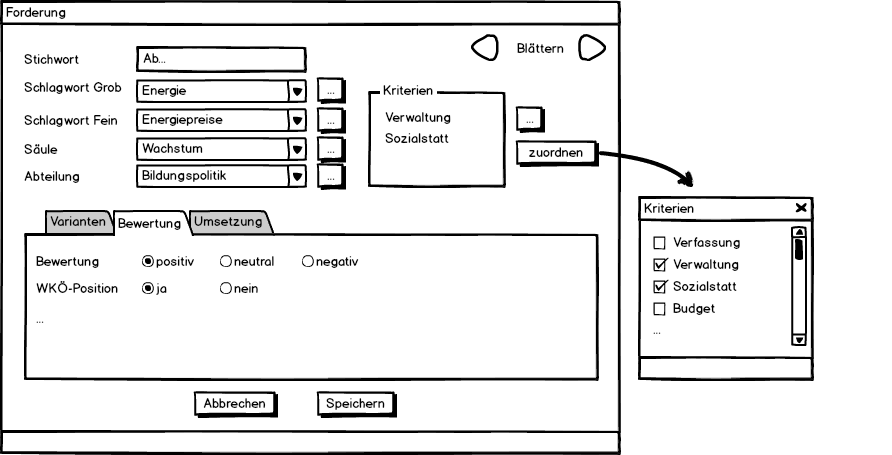 Forderung
Blättern
Stichwort Ab...
Schlagwort Grob Energie ...
Schlagwort Fein Energiepreise ...
Säule Wachstum ...
Abteilung Bildungspolitik ...
Kriterien
Verwaltung
Sozialstatt
...
zuordnen
Varianten Bewertung Umsetzung
Bewertung positiv neutral negativ
WKÖ-Position ja nein
...
Abbrechen Speichern
Kriterien
Verfassung
Verwaltung
Sozialstatt
Budget
...